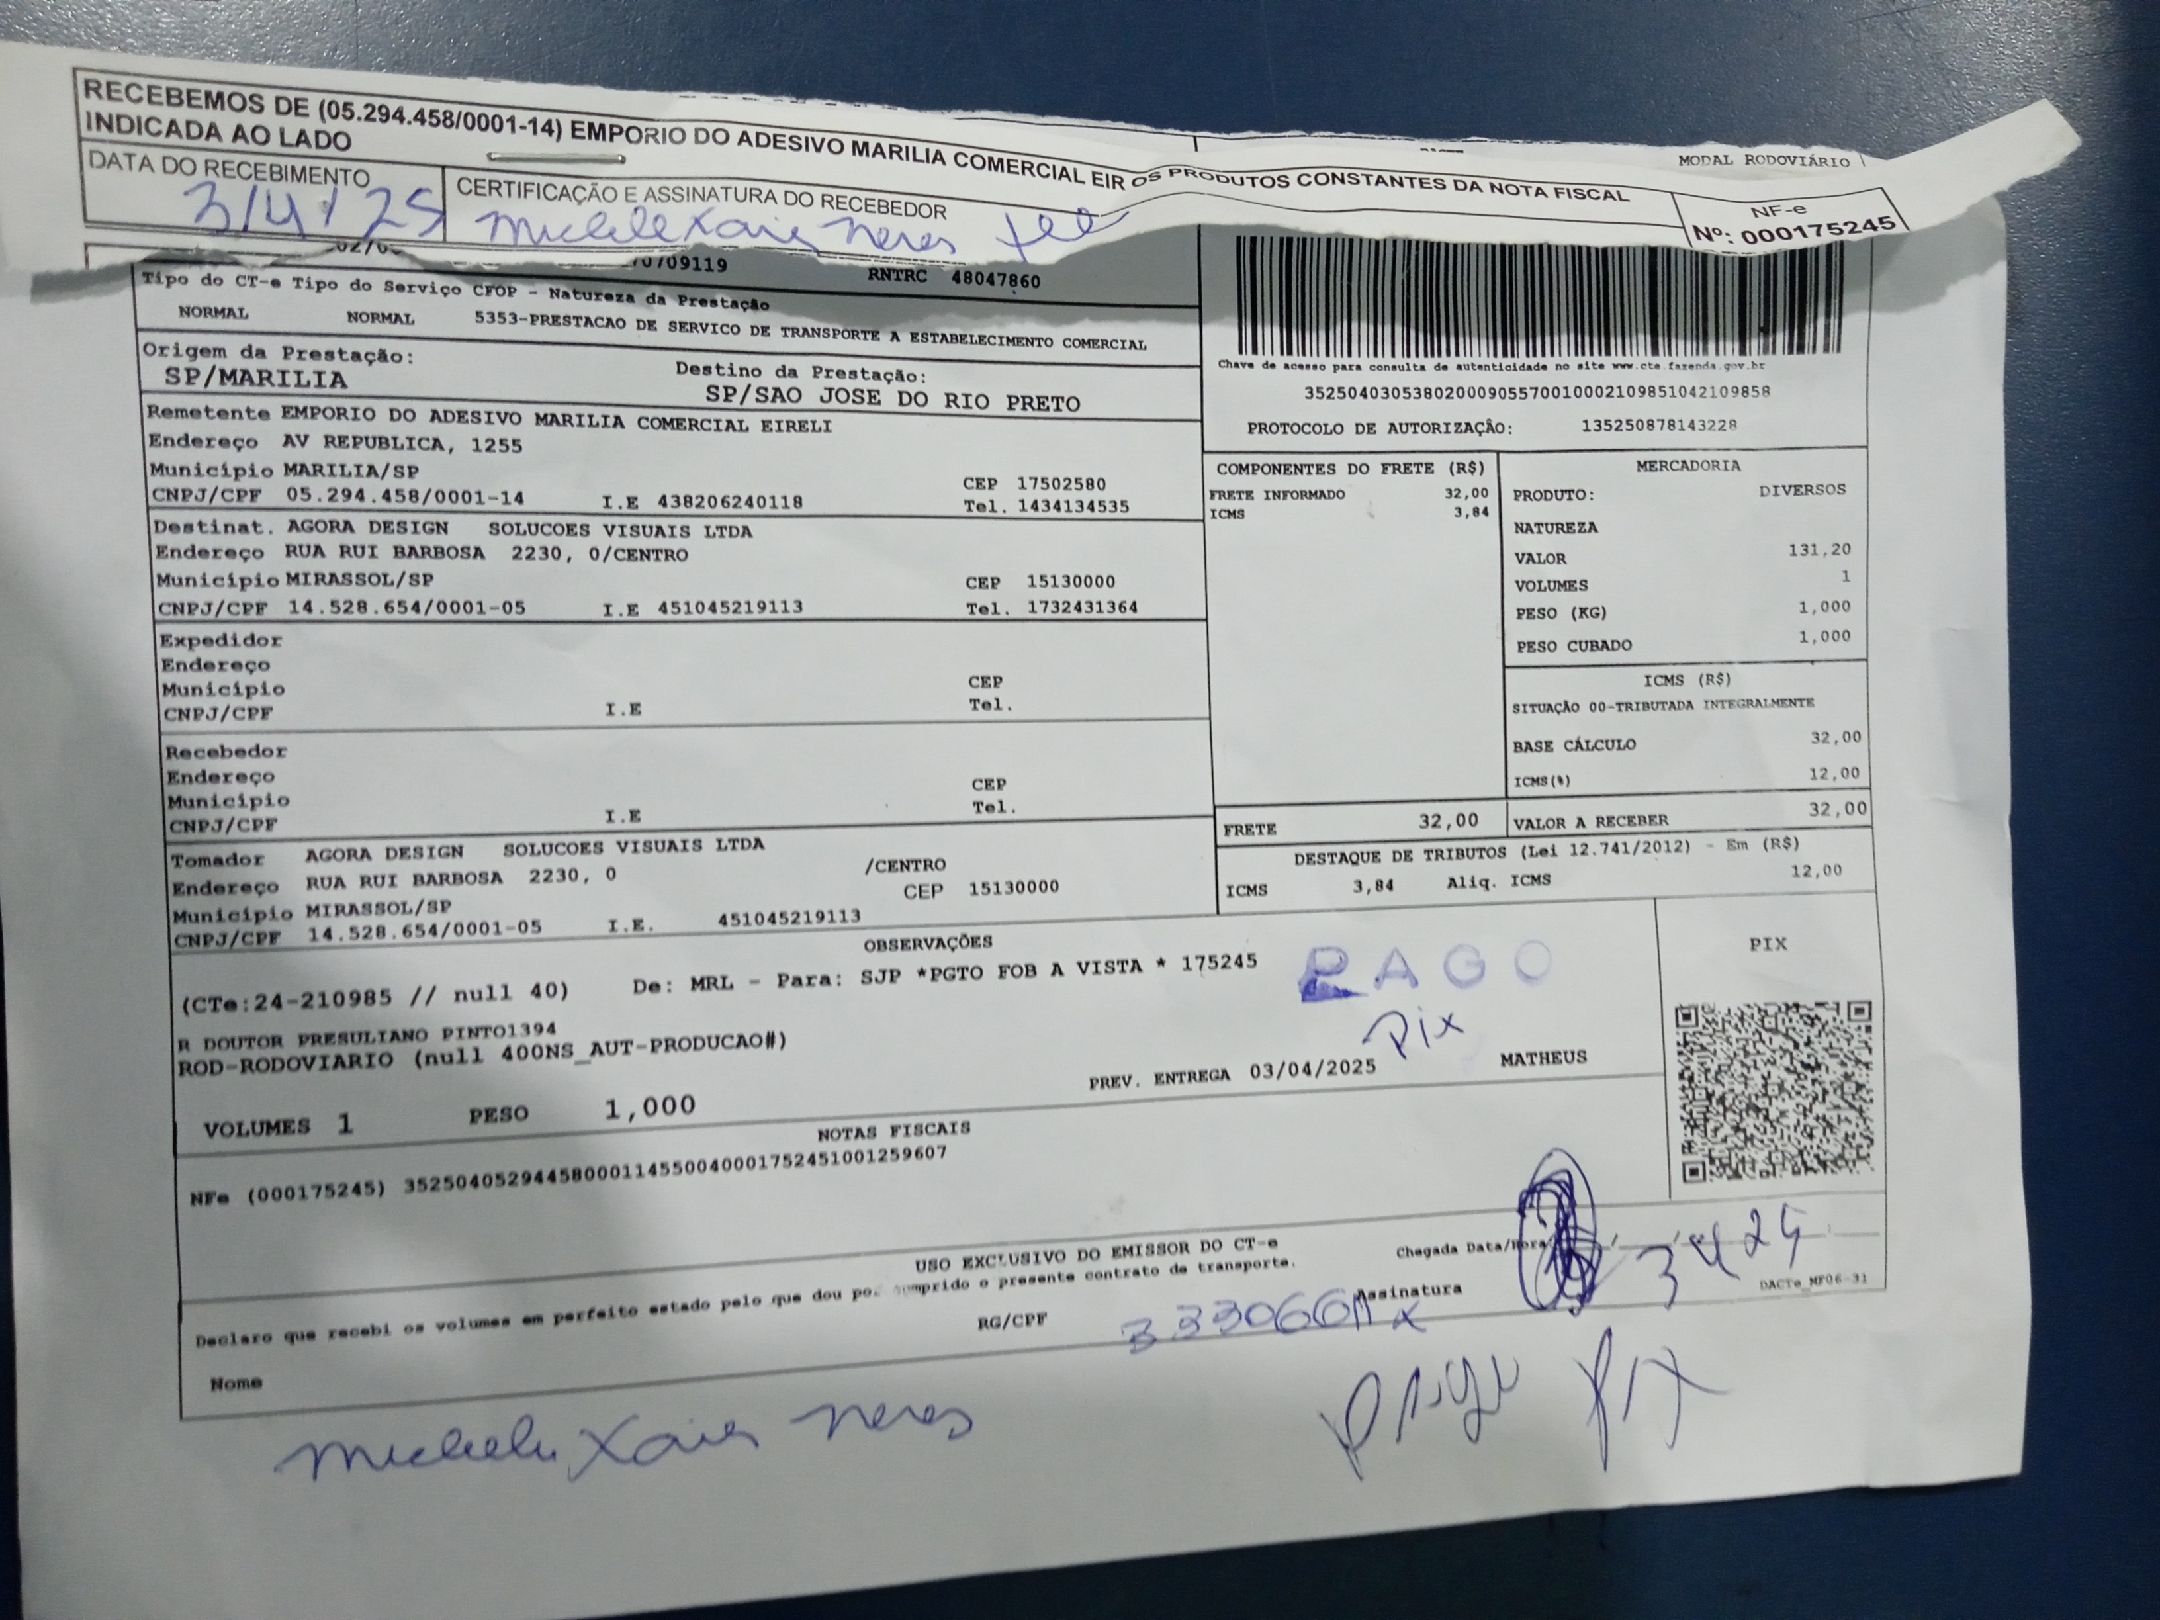 RECEBEMOS DE (05.294.458/0001-14) EMPORIO DO ADESIVO MARILIA COMERCIAL EIR OS PRODUTOS CONSTANTES DA NOTA FISCAL
INDICADA AO LADO
MODAL RODOVIÁRIO
DATA DO RECEBIMENTO
3/4/25
CERTIFICAÇÃO E ASSINATURA DO RECEBEDOR
Michele Xavier Neres
NF-e
Nº: 000175245
RNTRC 48047860
Tipo do CT-e Tipo do Serviço CFOP - Natureza da Prestação
NORMAL NORMAL 5353-PRESTACAO DE SERVICO DE TRANSPORTE A ESTABELECIMENTO COMERCIAL
Origem da Prestação:
SP/MARILIA
Destino da Prestação:
SP/SAO JOSE DO RIO PRETO
Chave de acesso para consulta de autenticidade no site www.cte.fazenda.gov.br
35250403053802000905570010002109851042109858
PROTOCOLO DE AUTORIZAÇÃO: 135250878143228
Remetente EMPORIO DO ADESIVO MARILIA COMERCIAL EIRELI
Endereço AV REPUBLICA, 1255
Município MARILIA/SP CEP 17502580
CNPJ/CPF 05.294.458/0001-14 I.E 438206240118 Tel. 1434134535
Destinat. AGORA DESIGN SOLUCOES VISUAIS LTDA
Endereço RUA RUI BARBOSA 2230, 0/CENTRO
Município MIRASSOL/SP CEP 15130000
CNPJ/CPF 14.528.654/0001-05 I.E 451045219113 Tel. 1732431364
Expedidor
Endereço
Município CEP
CNPJ/CPF I.E Tel.
Recebedor
Endereço
Município CEP
CNPJ/CPF I.E Tel.
Tomador AGORA DESIGN SOLUCOES VISUAIS LTDA
Endereço RUA RUI BARBOSA 2230, 0 /CENTRO
Município MIRASSOL/SP CEP 15130000
CNPJ/CPF 14.528.654/0001-05 I.E. 451045219113
COMPONENTES DO FRETE (R$)
FRETE INFORMADO 32,00
ICMS 3,84
MERCADORIA
PRODUTO: DIVERSOS
NATUREZA
VALOR 131,20
VOLUMES 1
PESO (KG) 1,000
PESO CUBADO 1,000
ICMS (R$)
SITUAÇÃO 00-TRIBUTADA INTEGRALMENTE
BASE CÁLCULO 32,00
ICMS(%) 12,00
FRETE 32,00 VALOR A RECEBER 32,00
DESTAQUE DE TRIBUTOS (Lei 12.741/2012) - Em (R$)
ICMS 3,84 Aliq. ICMS 12,00
OBSERVAÇÕES
(CTe:24-210985 // null 40) De: MRL - Para: SJP *PGTO FOB A VISTA * 175245
PAGO
Pix
PIX
R DOUTOR PRESULIANO PINTO1394
ROD-RODOVIARIO (null 400NS_AUT-PRODUCAO#)
PREV. ENTREGA 03/04/2025 MATHEUS
VOLUMES 1 PESO 1,000
NOTAS FISCAIS
NFe (000175245) 35250405294458000114550040001752451001259607
USO EXCLUSIVO DO EMISSOR DO CT-e
Declaro que recebi os volumes em perfeito estado pelo que dou por cumprido o presente contrato de transporte.
Chegada Data/Hora 3 4 25
RG/CPF
Assinatura
DACTe_MF06-31
Nome
Michele Xavier Neres
Pago Pix